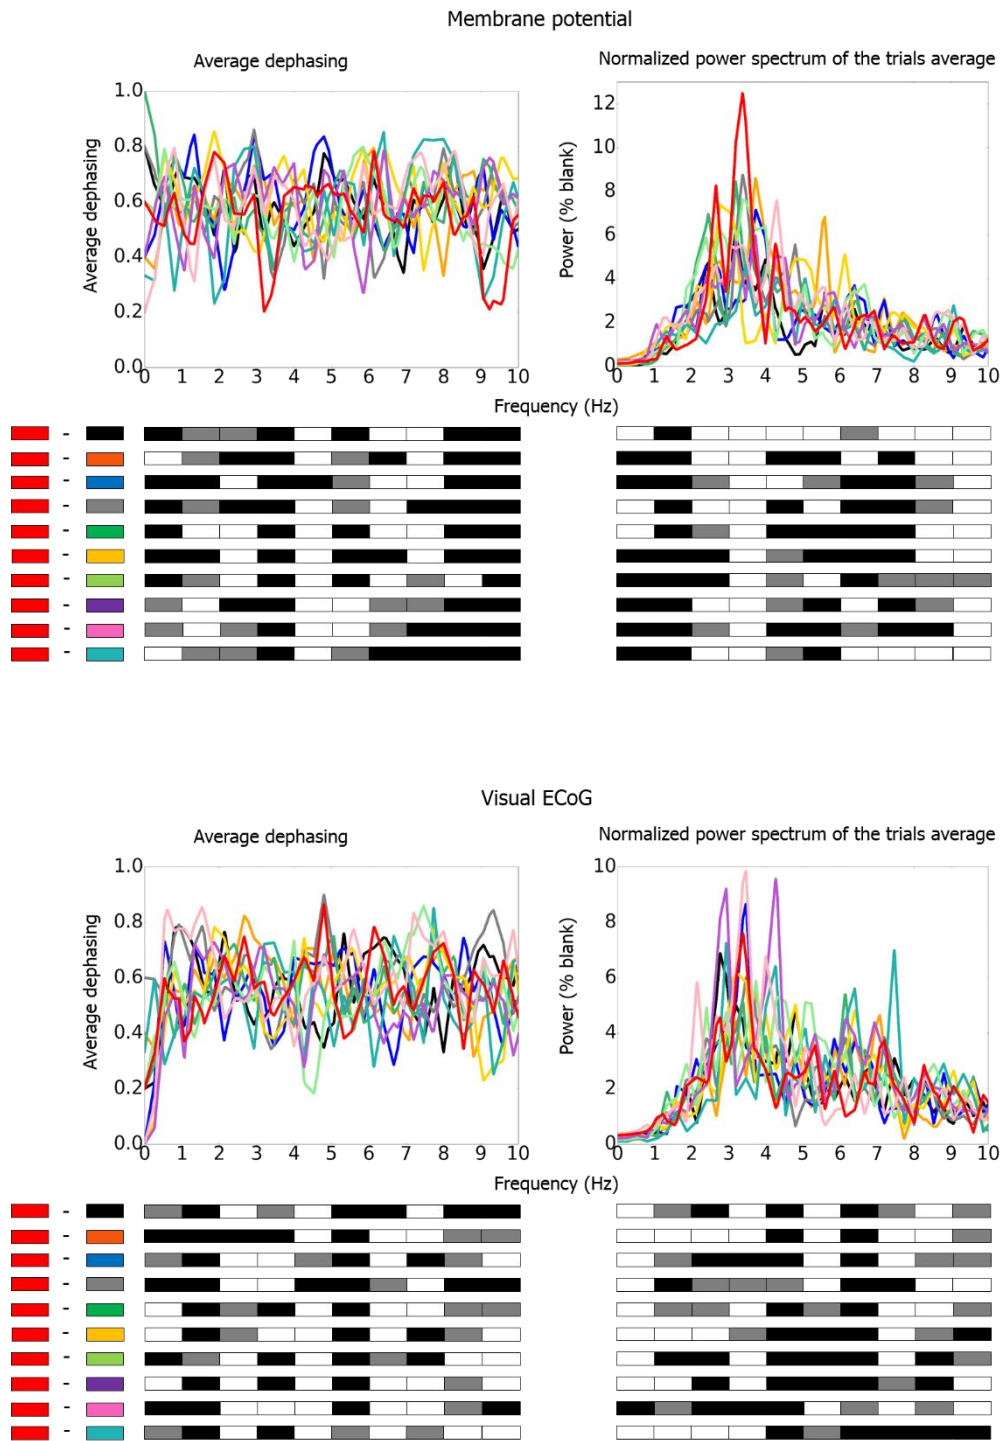 Membrane potential
Average dephasing
Normalized power spectrum of the trials average
Average dephasing
1.0
0.8
0.6
0.4
0.2
0.0
0 1 2 3 4 5 6 7 8 9 10
Power (% blank)
12
10
8
6
4
2
0
0 1 2 3 4 5 6 7 8 9 10
Frequency (Hz)
-
-
-
-
-
-
-
-
-
-
Visual ECoG
Average dephasing
Normalized power spectrum of the trials average
Average dephasing
1.0
0.8
0.6
0.4
0.2
0.0
0 1 2 3 4 5 6 7 8 9 10
Power (% blank)
10
8
6
4
2
0
0 1 2 3 4 5 6 7 8 9 10
Frequency (Hz)
-
-
-
-
-
-
-
-
-
-